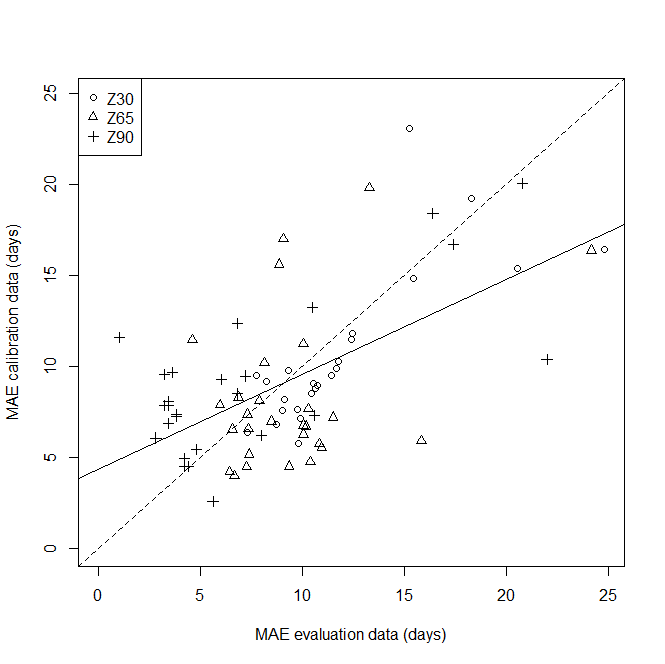 Z30
Z65
Z90
25
20
15
10
5
0
MAE calibration data (days)
0 5 10 15 20 25
MAE evaluation data (days)